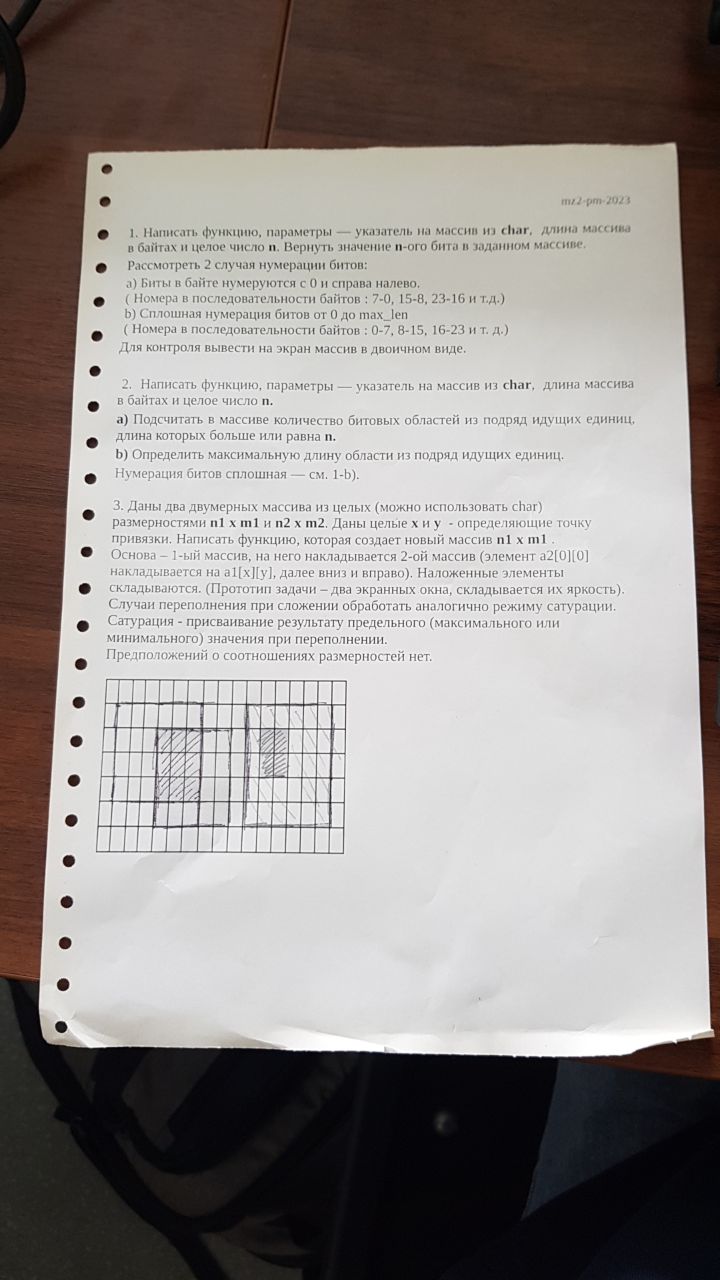 mz2-pm-2023
1. Написать функцию, параметры — указатель на массив из char, длина массива
в байтах и целое число n. Вернуть значение n-ого бита в заданном массиве.
Рассмотреть 2 случая нумерации битов:
a) Биты в байте нумеруются с 0 и справа налево.
( Номера в последовательности байтов : 7-0, 15-8, 23-16 и т.д.)
b) Сплошная нумерация битов от 0 до max_len
( Номера в последовательности байтов : 0-7, 8-15, 16-23 и т. д.)
Для контроля вывести на экран массив в двоичном виде.
2. Написать функцию, параметры — указатель на массив из char, длина массива
в байтах и целое число n.
a) Подсчитать в массиве количество битовых областей из подряд идущих единиц,
длина которых больше или равна n.
b) Определить максимальную длину области из подряд идущих единиц.
Нумерация битов сплошная — см. 1-b).
3. Даны два двумерных массива из целых (можно использовать char)
размерностями n1 x m1 и n2 x m2. Даны целые x и y - определяющие точку
привязки. Написать функцию, которая создает новый массив n1 x m1 .
Основа – 1-ый массив, на него накладывается 2-ой массив (элемент a2[0][0]
накладывается на a1[x][y], далее вниз и вправо). Наложенные элементы
складываются. (Прототип задачи – два экранных окна, складывается их яркость).
Случаи переполнения при сложении обработать аналогично режиму сатурации.
Сатурация - присваивание результату предельного (максимального или
минимального) значения при переполнении.
Предположений о соотношениях размерностей нет.